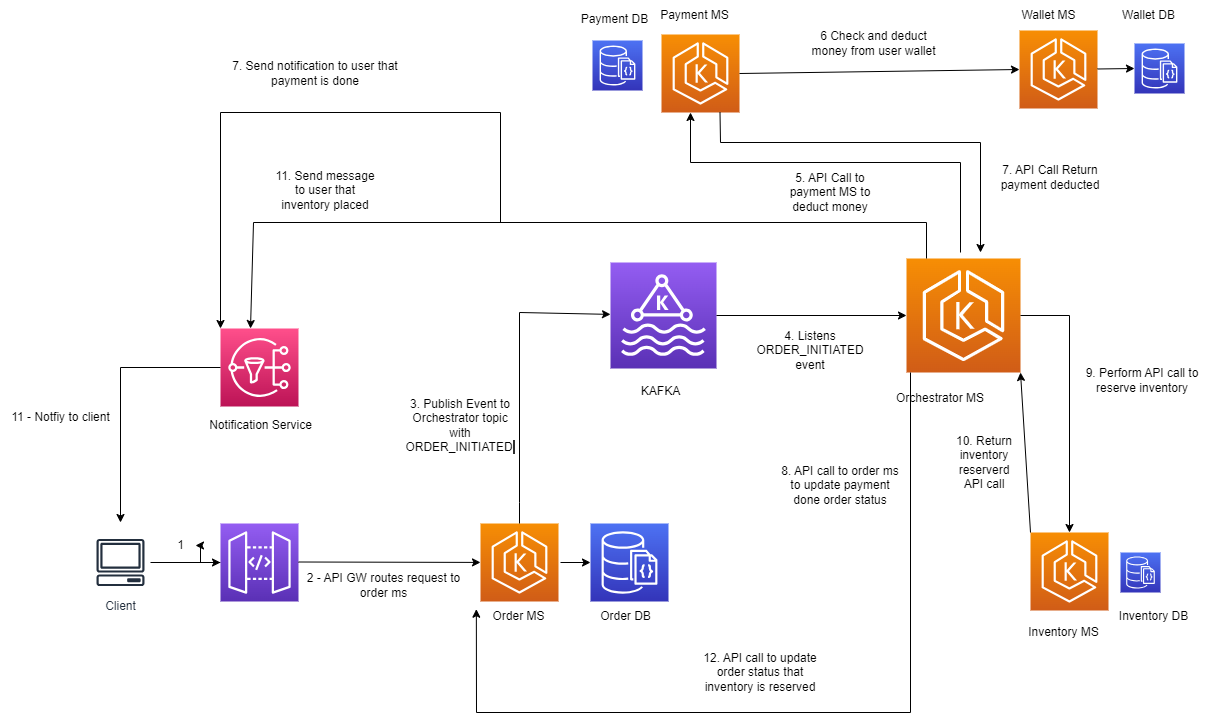 Payment DB
Payment MS
Wallet MS
Wallet DB
6 Check and deduct
money from user wallet
7. Send notification to user that
payment is done
K
K
11. Send message
to user that
inventory placed
5. API Call to
payment MS to
deduct money
7. API Call Return
payment deducted
K
KAFKA
4. Listens
ORDER_INITIATED
event
K
Orchestrator MS
9. Perform API call to
reserve inventory
Notification Service
11 - Notfiy to client
3. Publish Event to
Orchestrator topic
with
ORDER_INITIATED
10. Return
inventory
reserverd
API call
8. API call to order ms
to update payment
done order status
1
2 - API GW routes request to
order ms
K
K
Client
Order MS
Order DB
Inventory MS
Inventory DB
12. API call to update
order status that
inventory is reserved